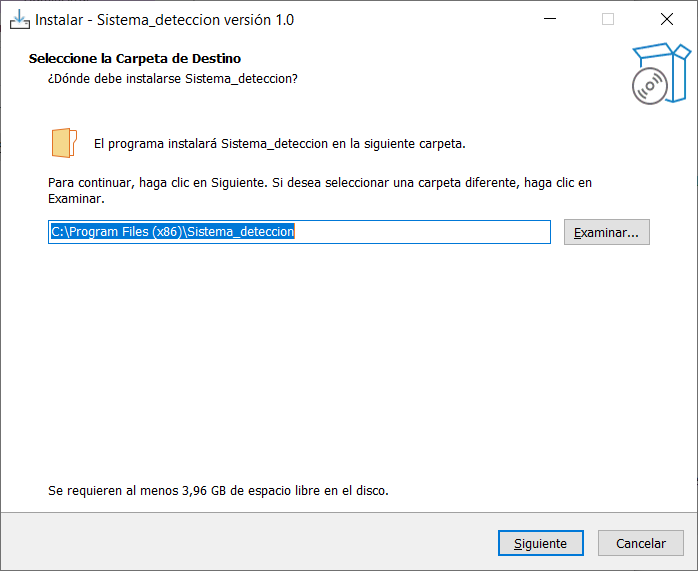 Instalar - Sistema_deteccion versión 1.0
Seleccione la Carpeta de Destino
¿Dónde debe instalarse Sistema_deteccion?
El programa instalará Sistema_deteccion en la siguiente carpeta.
Para continuar, haga clic en Siguiente. Si desea seleccionar una carpeta diferente, haga clic en
Examinar.
C:\Program Files (x86)\Sistema_deteccion
Examinar...
Se requieren al menos 3,96 GB de espacio libre en el disco.
Siguiente
Cancelar